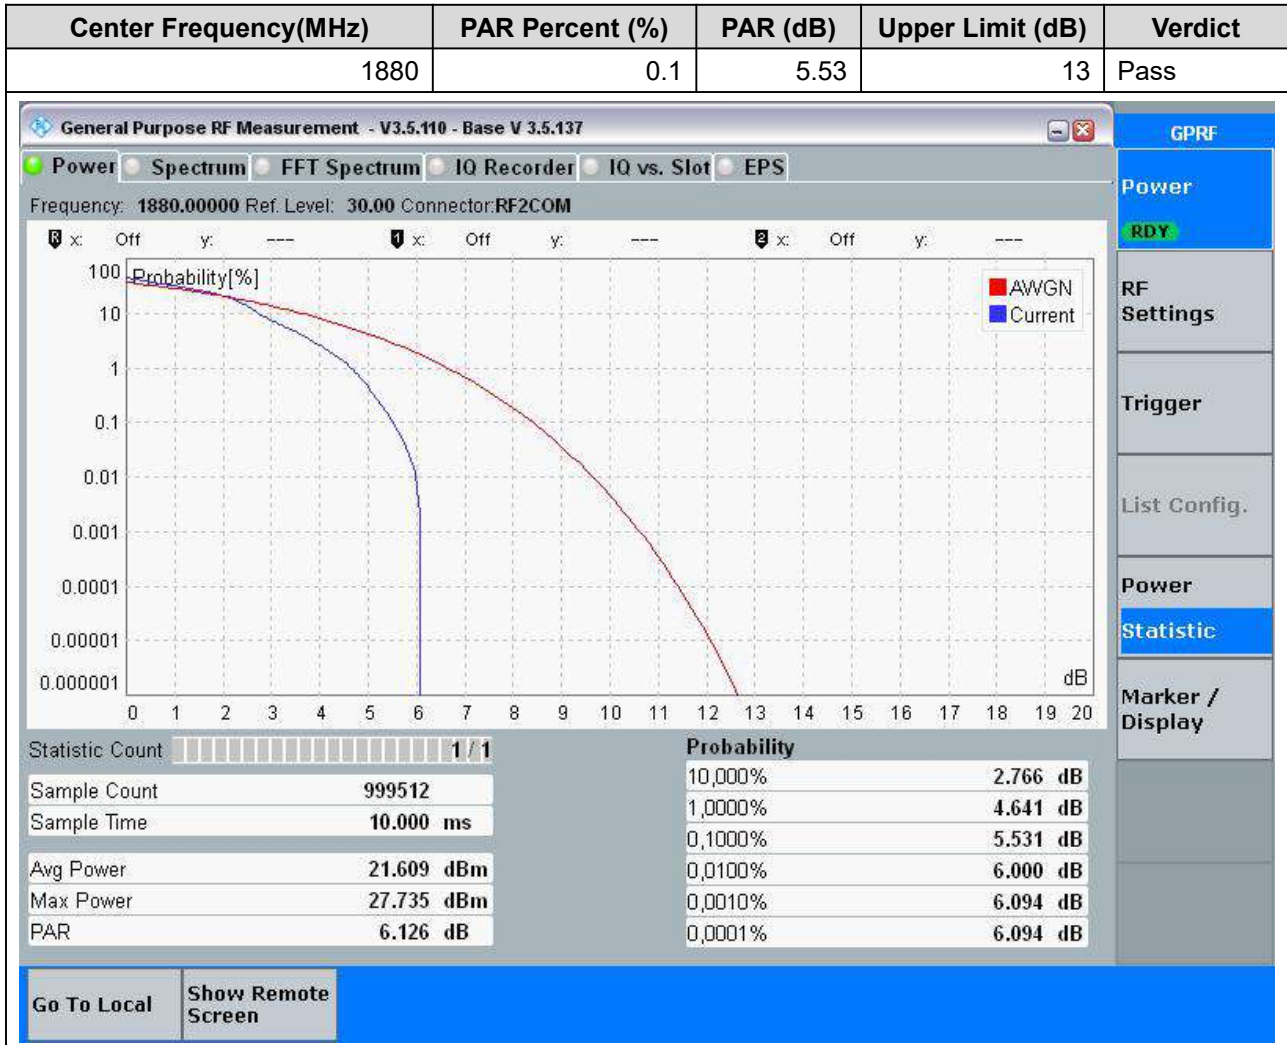 Center Frequency(MHz) PAR Percent (%) PAR (dB) Upper Limit (dB) Verdict
1880 0.1 5.53 13 Pass
General Purpose RF Measurement - V3.5.110 - Base V 3.5.137
GPRF
Power Spectrum FFT Spectrum IQ Recorder IQ vs. Slot EPS
Frequency: 1880.00000 Ref. Level: 30.00 Connector:RF2COM
R x: Off y: --- 1 x: Off y: --- 2 x: Off y: ---
Probability[%]
100
10
1
0.1
0.01
0.001
0.0001
0.00001
0.000001
AWGN
Current
dB
0 1 2 3 4 5 6 7 8 9 10 11 12 13 14 15 16 17 18 19 20
Statistic Count 1 / 1
Sample Count 999512
Sample Time 10.000 ms
Avg Power 21.609 dBm
Max Power 27.735 dBm
PAR 6.126 dB
Probability
10,000% 2.766 dB
1,0000% 4.641 dB
0,1000% 5.531 dB
0,0100% 6.000 dB
0,0010% 6.094 dB
0,0001% 6.094 dB
Power
RDY
RF
Settings
Trigger
List Config.
Power
Statistic
Marker /
Display
Go To Local
Show Remote
Screen